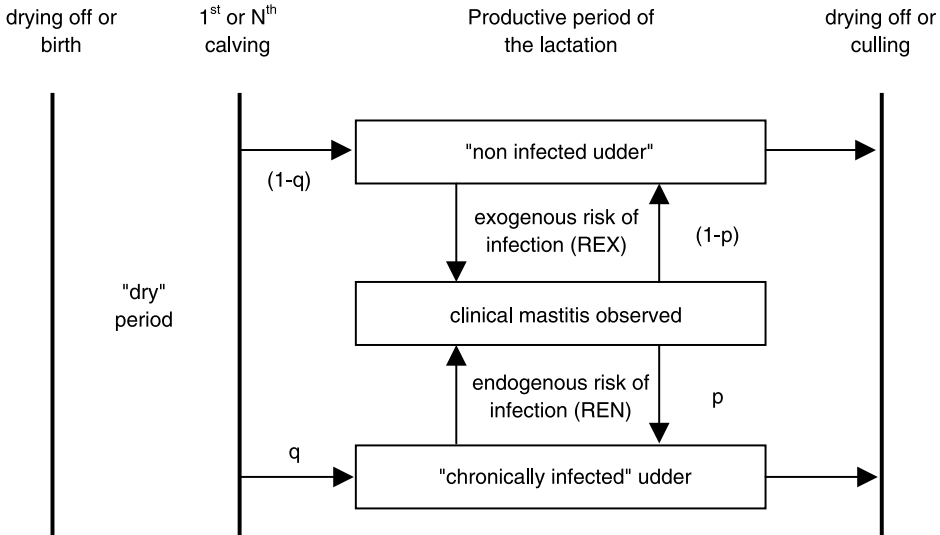 drying off or
birth
1st or Nth
calving
Productive period of
the lactation
drying off or
culling
"non infected udder"
(1-q)
exogenous risk of
infection (REX)
(1-p)
"dry"
period
clinical mastitis observed
endogenous risk of
infection (REN)
p
q
"chronically infected" udder